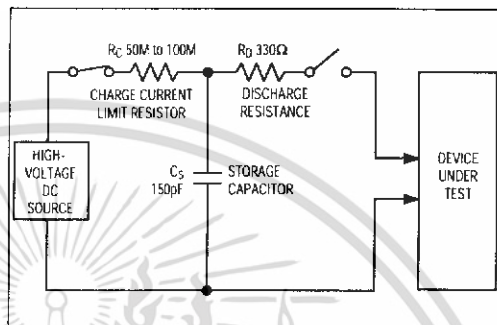 R_C 50M to 100M
R_D 330Ω
CHARGE CURRENT
LIMIT RESISTOR
DISCHARGE
RESISTANCE
HIGH-
VOLTAGE
DC
SOURCE
C_S
150pF
STORAGE
CAPACITOR
DEVICE
UNDER
TEST